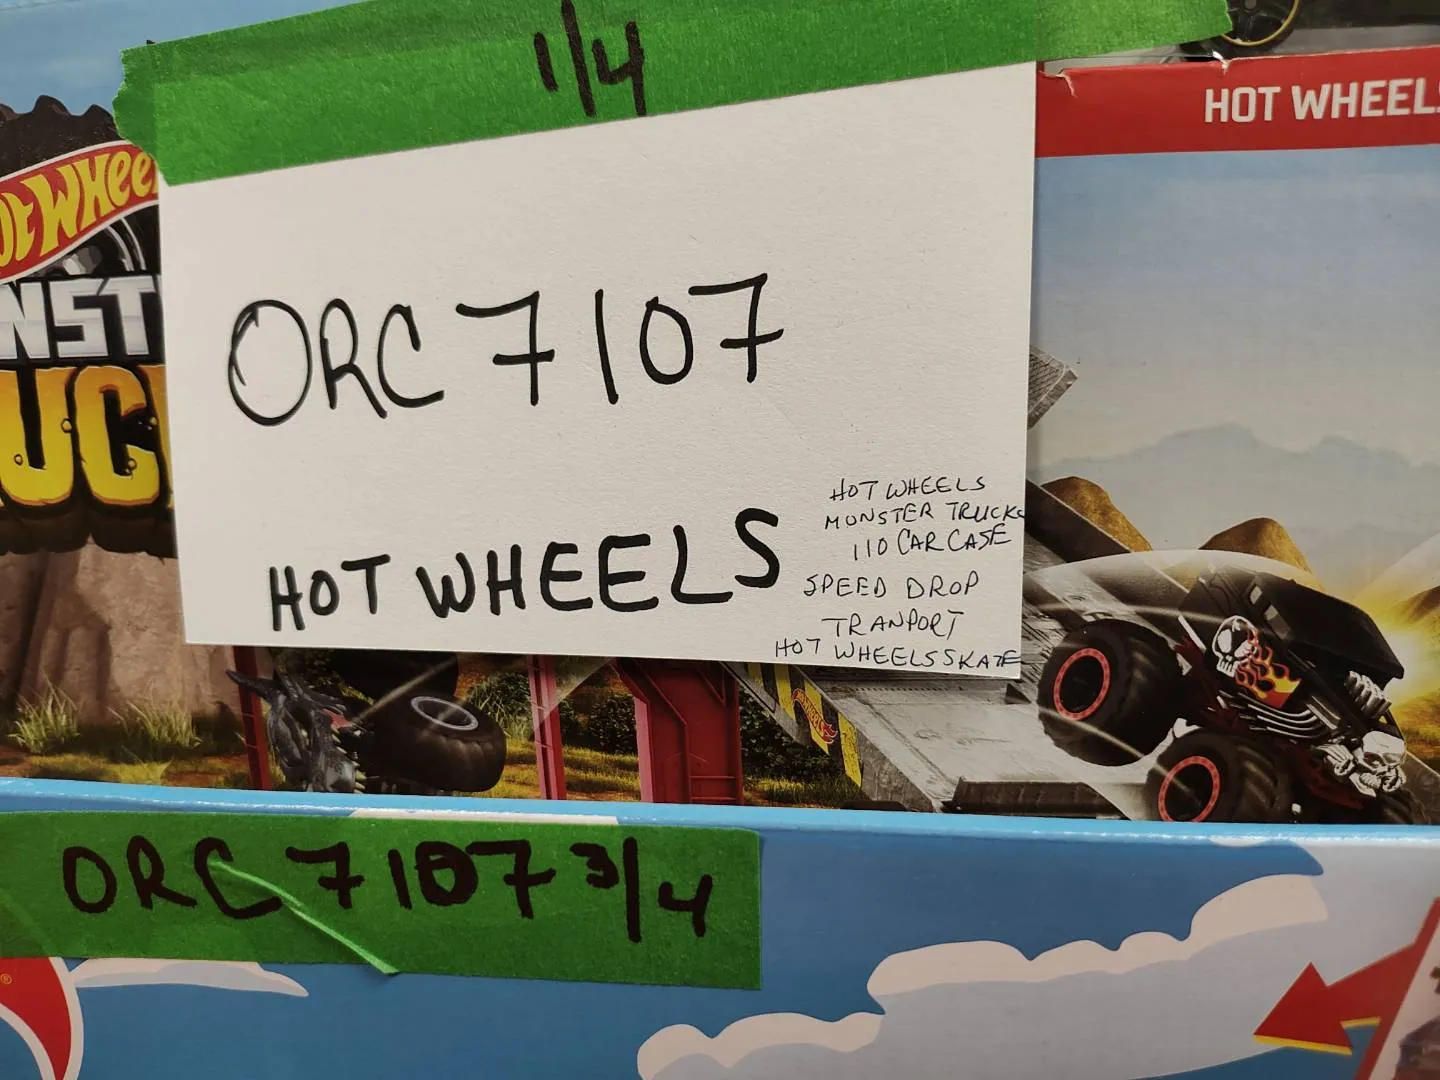 1/4
HOT WHEELS
ORC 7107
HOT WHEELS
HOT WHEELS
MONSTER TRUCKS
110 CAR CASE
SPEED DROP
TRANPORT
HOT WHEELS SKATE
ORC 7107 3/4